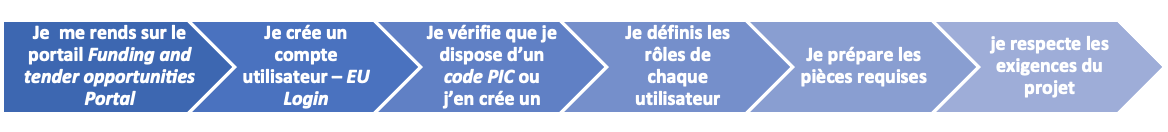 Je me rends sur le
portail Funding and
tender opportunities
Portal
Je crée un
compte
utilisateur – EU
Login
Je vérifie que je
dispose d’un
code PIC ou
j’en crée un
Je définis les
rôles de
chaque
utilisateur
Je prépare les
pièces requises
je respecte les
exigences du
projet